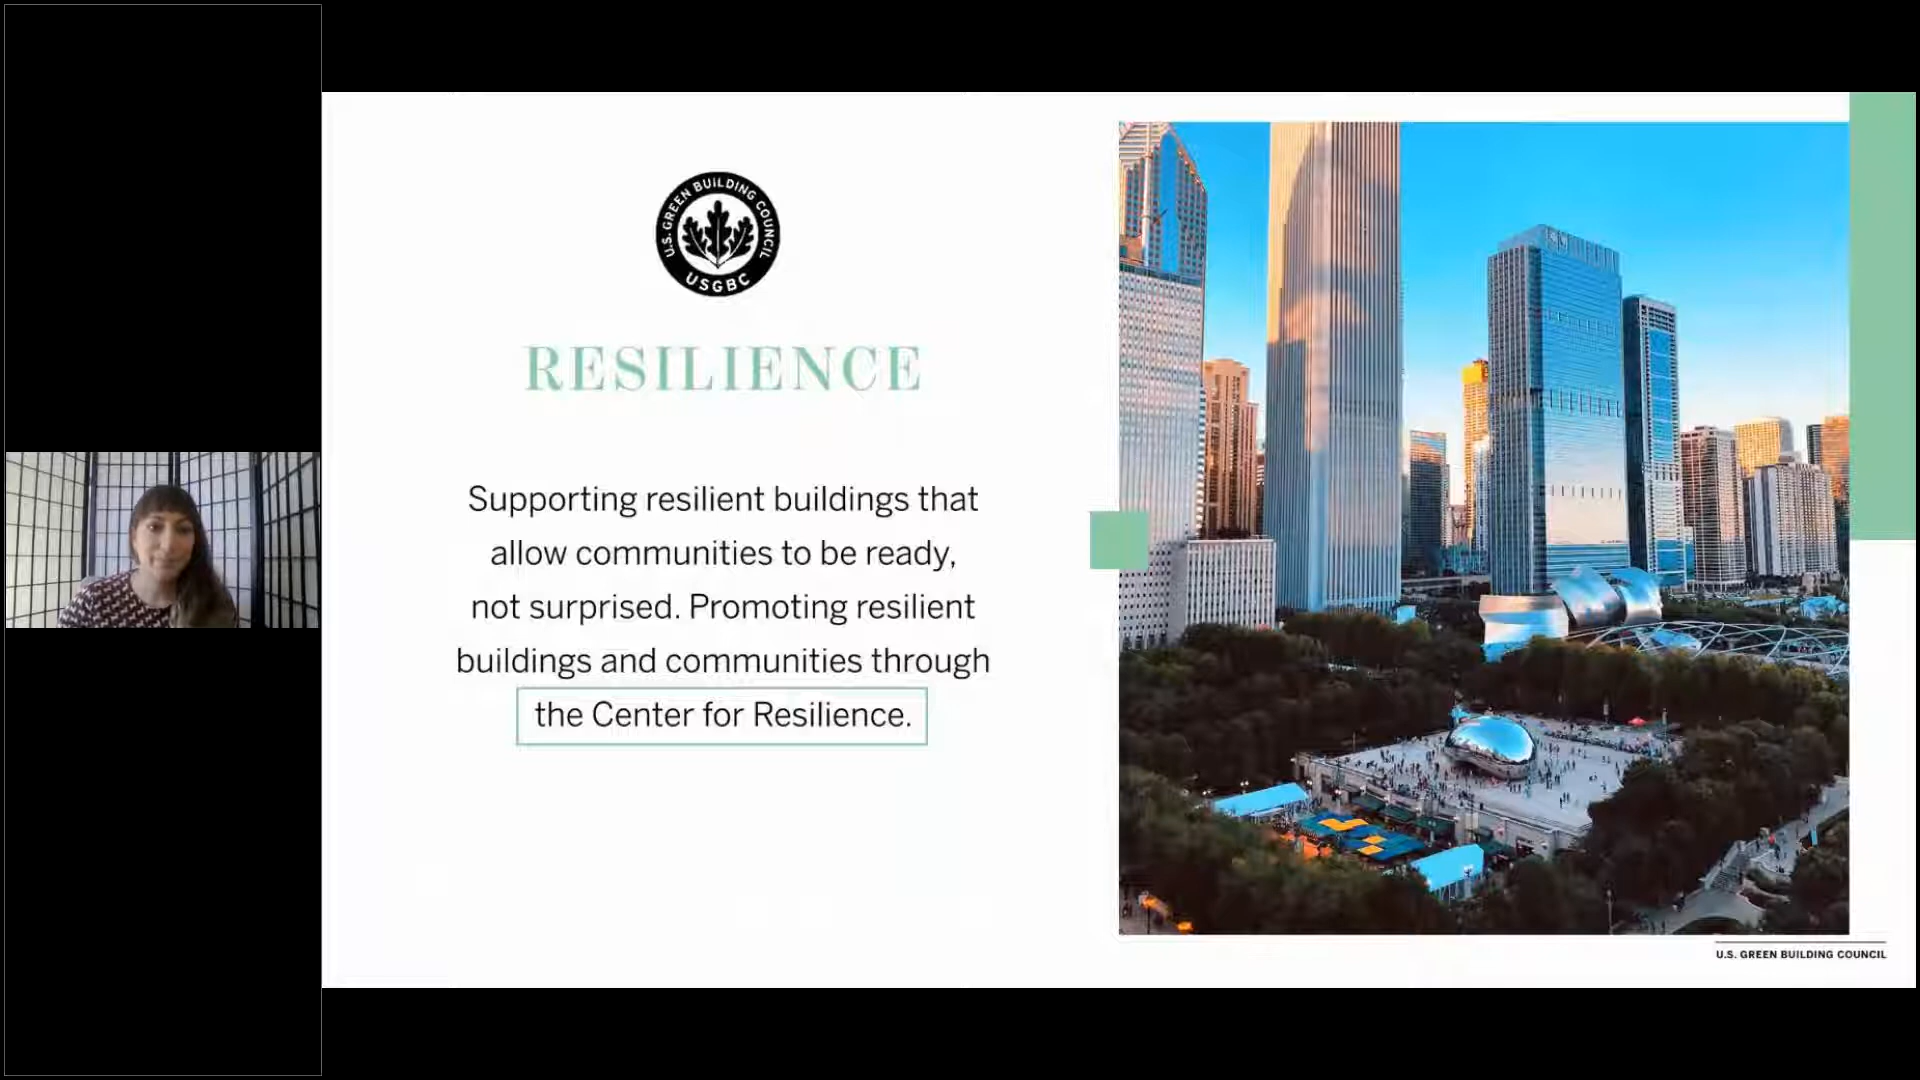 U.S. GREEN BUILDING COUNCIL
USGBC
RESILIENCE
Supporting resilient buildings that
allow communities to be ready,
not surprised. Promoting resilient
buildings and communities through
the Center for Resilience.
U.S. GREEN BUILDING COUNCIL